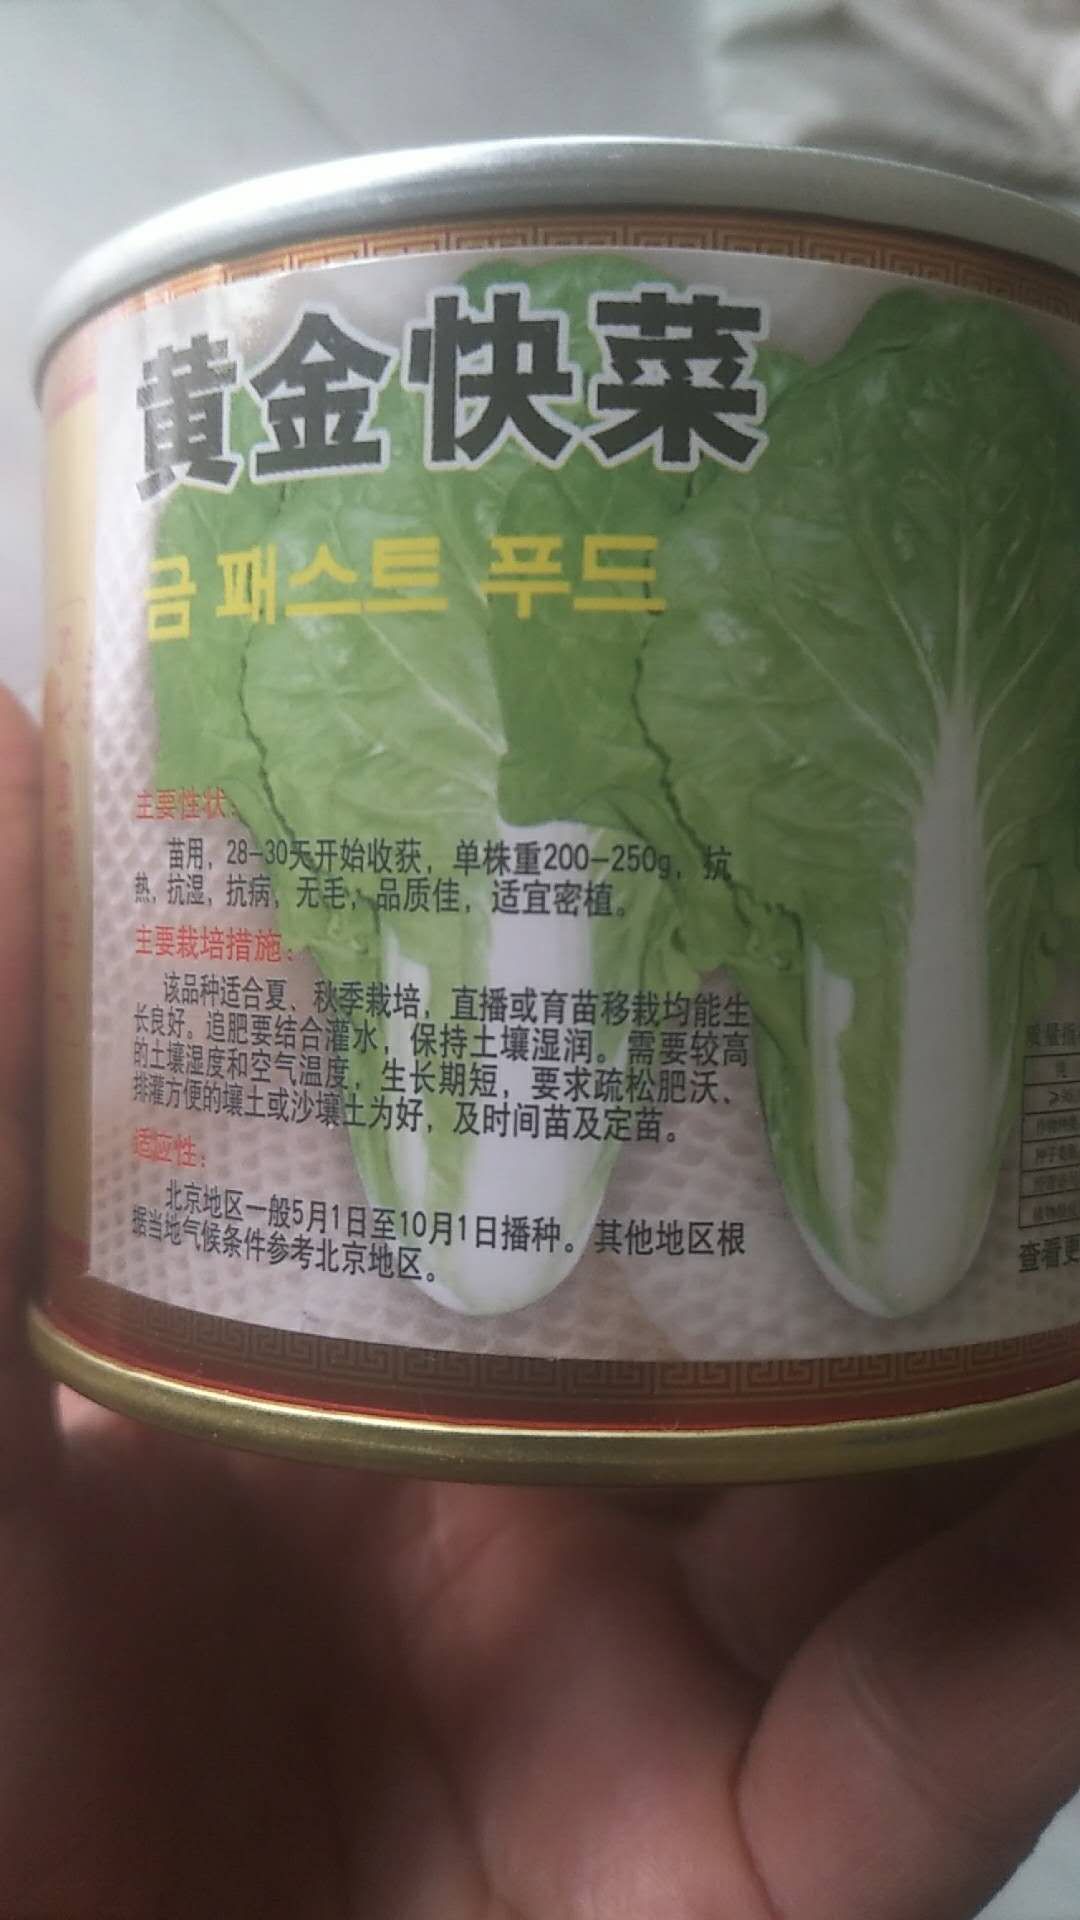 黄金快菜
금 패스트 푸드
主要性状:
苗用，28-30天开始收获，单株重200-250g，抗
热，抗湿，抗病，无毛，品质佳，适宜密植。
主要栽培措施：
该品种适合夏、秋季栽培，直播或育苗移栽均能生
长良好。追肥要结合灌水，保持土壤湿润。需要较高
的土壤湿度和空气温度，生长期短，要求疏松肥沃、
排灌方便的壤土或沙壤土为好，及时间苗及定苗。
适应性：
北京地区一般5月1日至10月1日播种。其他地区根
据当地气候条件参考北京地区。
质量指
查看更